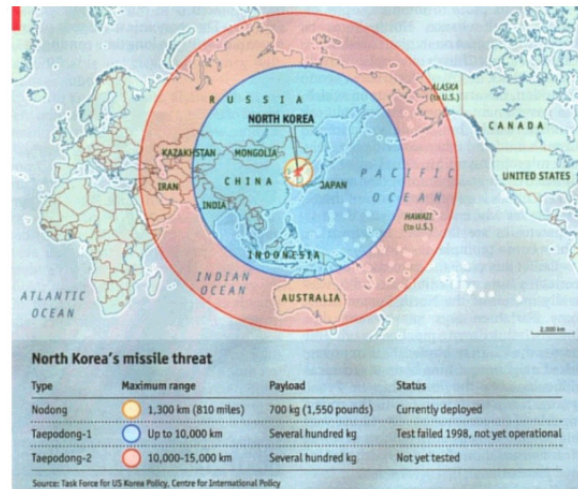 RUSSIA
ALASKA
(to U.S.)
NORTH KOREA
CANADA
KAZAKHSTAN
MONGOLIA
PACIFIC
UNITED STATES
IRAN
CHINA
JAPAN
OCEAN
INDIA
HAWAII
(to U.S.)
INDONESIA
INDIAN
OCEAN
ATLANTIC
OCEAN
AUSTRALIA
2,000 km
North Korea's missile threat
Type Maximum range Payload Status
Nodong 1,300 km (810 miles) 700 kg (1,550 pounds) Currently deployed
Taepodong-1 Up to 10,000 km Several hundred kg Test failed 1998, not yet operational
Taepodong-2 10,000-15,000 km Several hundred kg Not yet tested
Source: Task Force for US Korea Policy, Centre for International Policy